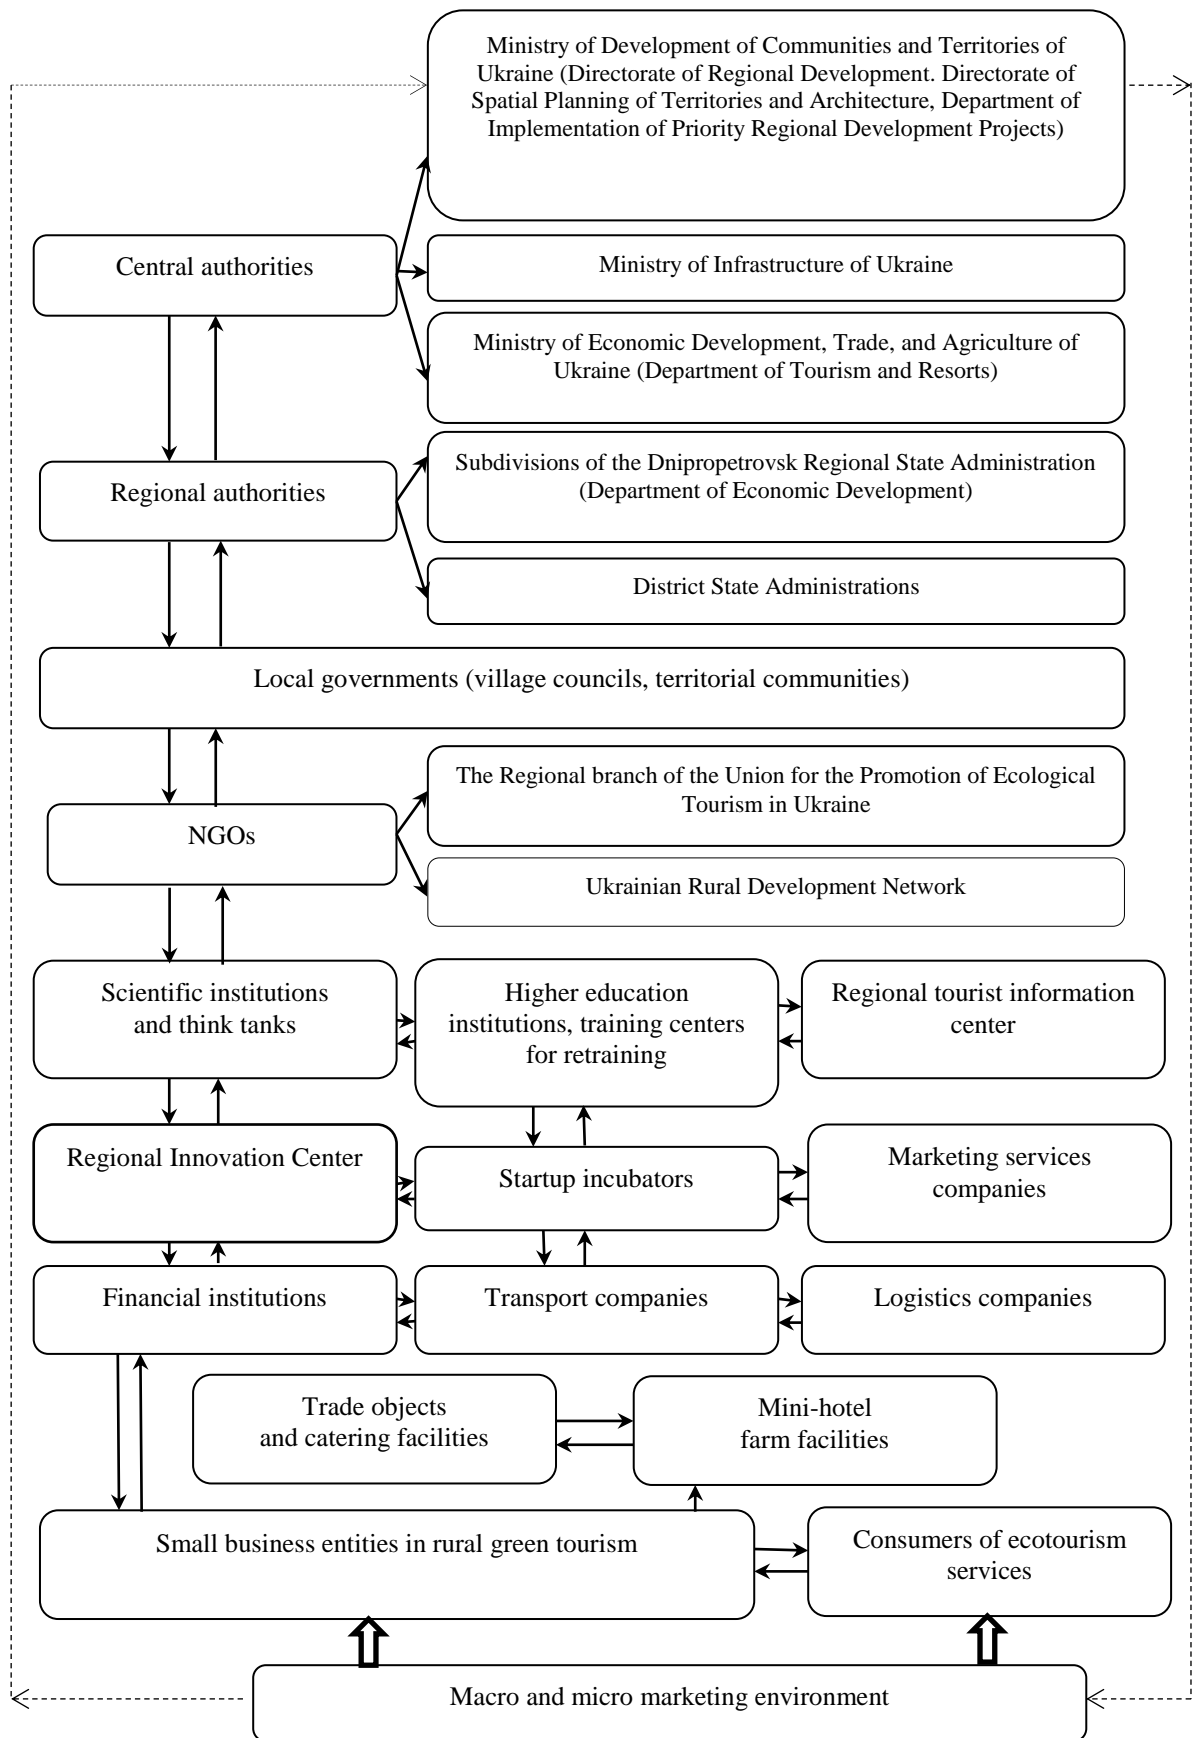 Ministry of Development of Communities and Territories of
Ukraine (Directorate of Regional Development. Directorate of
Spatial Planning of Territories and Architecture, Department of
Implementation of Priority Regional Development Projects)
Central authorities
Ministry of Infrastructure of Ukraine
Ministry of Economic Development, Trade, and Agriculture of
Ukraine (Department of Tourism and Resorts)
Regional authorities
Subdivisions of the Dnipropetrovsk Regional State Administration
(Department of Economic Development)
District State Administrations
Local governments (village councils, territorial communities)
NGOs
The Regional branch of the Union for the Promotion of Ecological
Tourism in Ukraine
Ukrainian Rural Development Network
Scientific institutions
and think tanks
Higher education
institutions, training centers
for retraining
Regional tourist information
center
Regional Innovation Center
Startup incubators
Marketing services
companies
Financial institutions
Transport companies
Logistics companies
Trade objects
and catering facilities
Mini-hotel
farm facilities
Small business entities in rural green tourism
Consumers of ecotourism
services
Macro and micro marketing environment